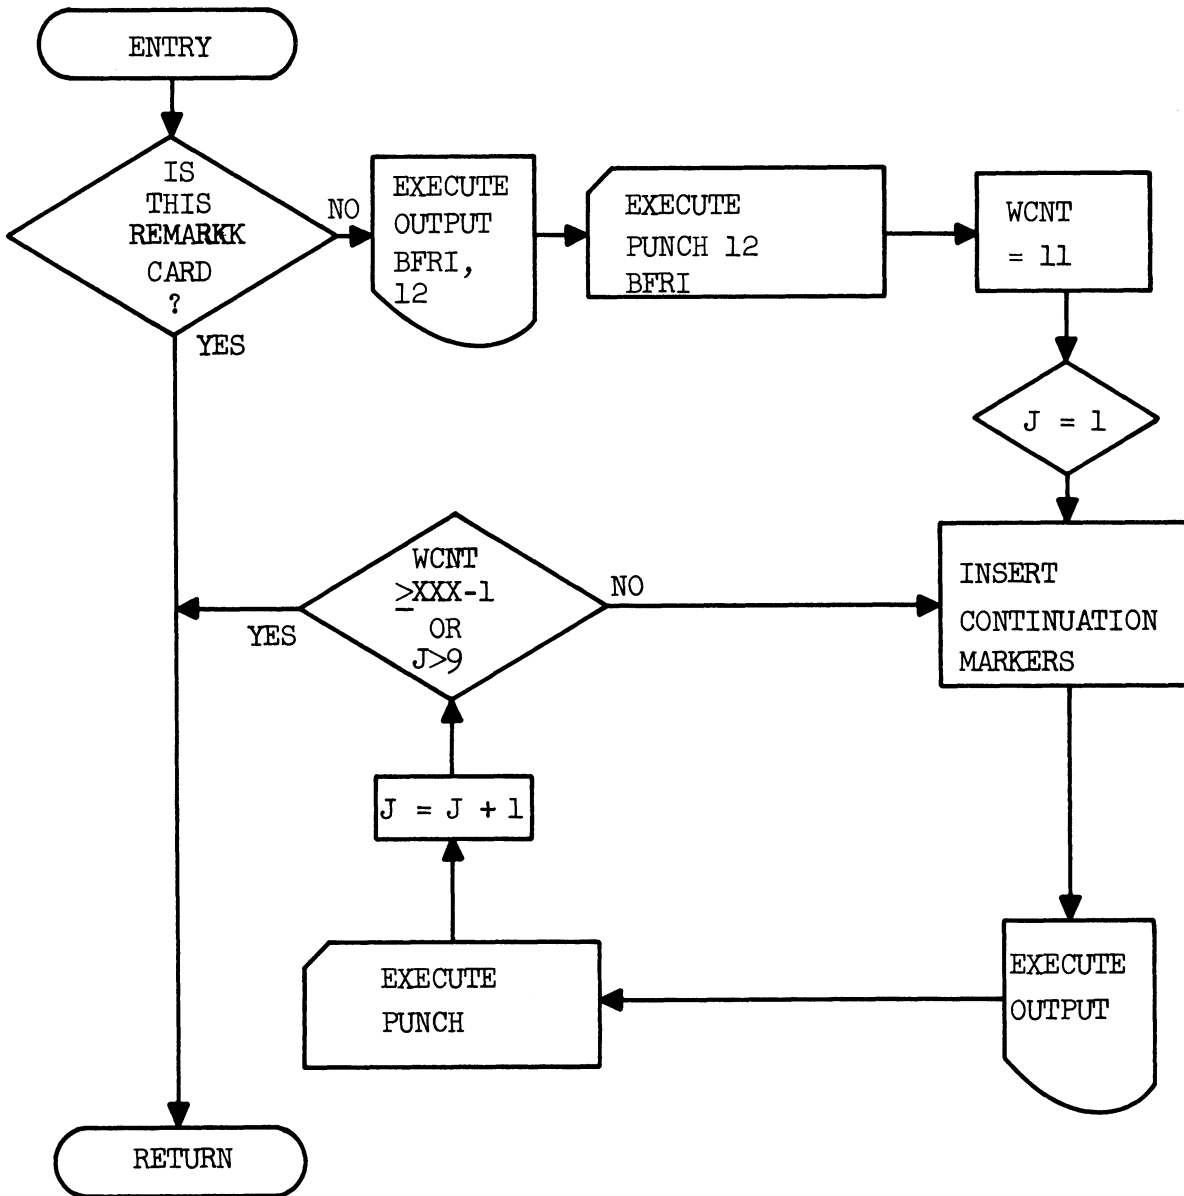 ENTRY
IS
THIS
REMARKK
CARD
?
NO
YES
EXECUTE
OUTPUT
BFRI,
12
EXECUTE
PUNCH 12
BFRI
WCNT
= 11
J = 1
INSERT
CONTINUATION
MARKERS
WCNT
≥XXX-1
OR
J>9
NO
YES
J = J + 1
EXECUTE
PUNCH
EXECUTE
OUTPUT
RETURN